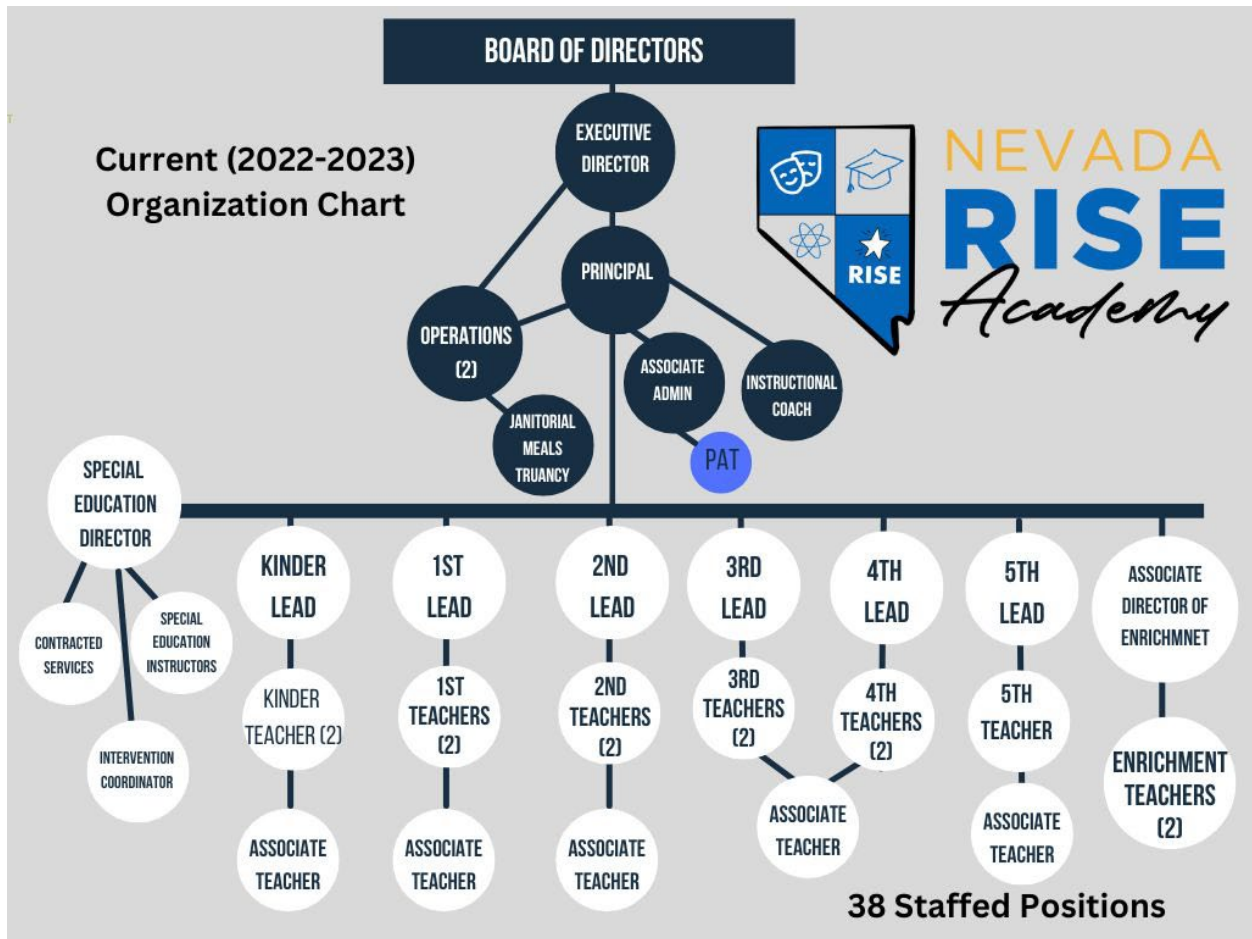 BOARD OF DIRECTORS
EXECUTIVE
DIRECTOR
T
Current (2022-2023)
Organization Chart
NEVADA
RISE
Academy
RISE
PRINCIPAL
OPERATIONS
(2)
ASSOCIATE
ADMIN
INSTRUCTIONAL
COACH
JANITORIAL
MEALS
TRUANCY
PAT
SPECIAL
EDUCATION
DIRECTOR
KINDER
LEAD
1ST
LEAD
2ND
LEAD
3RD
LEAD
4TH
LEAD
5TH
LEAD
ASSOCIATE
DIRECTOR OF
ENRICHMNET
CONTRACTED
SERVICES
SPECIAL
EDUCATION
INSTRUCTORS
INTERVENTION
COORDINATOR
KINDER
TEACHER (2)
1ST
TEACHERS
(2)
2ND
TEACHERS
(2)
3RD
TEACHERS
(2)
4TH
TEACHERS
(2)
5TH
TEACHER
ENRICHMENT
TEACHERS
(2)
ASSOCIATE
TEACHER
ASSOCIATE
TEACHER
ASSOCIATE
TEACHER
ASSOCIATE
TEACHER
ASSOCIATE
TEACHER
38 Staffed Positions